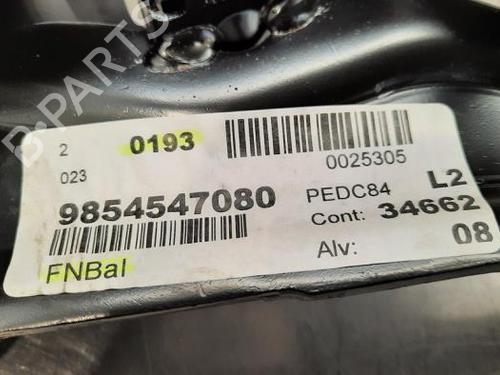 B-PARTS
2 0193
0025305
023
9854547080 PEDC84 L2
Cont: 34662
FNBal Alv: 08